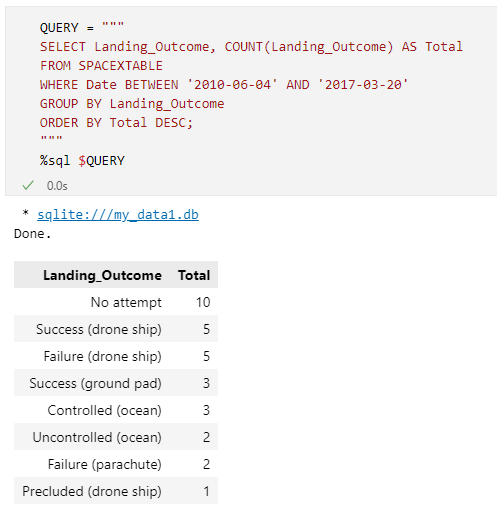 QUERY = """
SELECT Landing_Outcome, COUNT(Landing_Outcome) AS Total
FROM SPACEXTABLE
WHERE Date BETWEEN '2010-06-04' AND '2017-03-20'
GROUP BY Landing_Outcome
ORDER BY Total DESC;
"""
%sql $QUERY
0.0s
* sqlite:///my_data1.db
Done.
Landing_Outcome Total
No attempt 10
Success (drone ship) 5
Failure (drone ship) 5
Success (ground pad) 3
Controlled (ocean) 3
Uncontrolled (ocean) 2
Failure (parachute) 2
Precluded (drone ship) 1